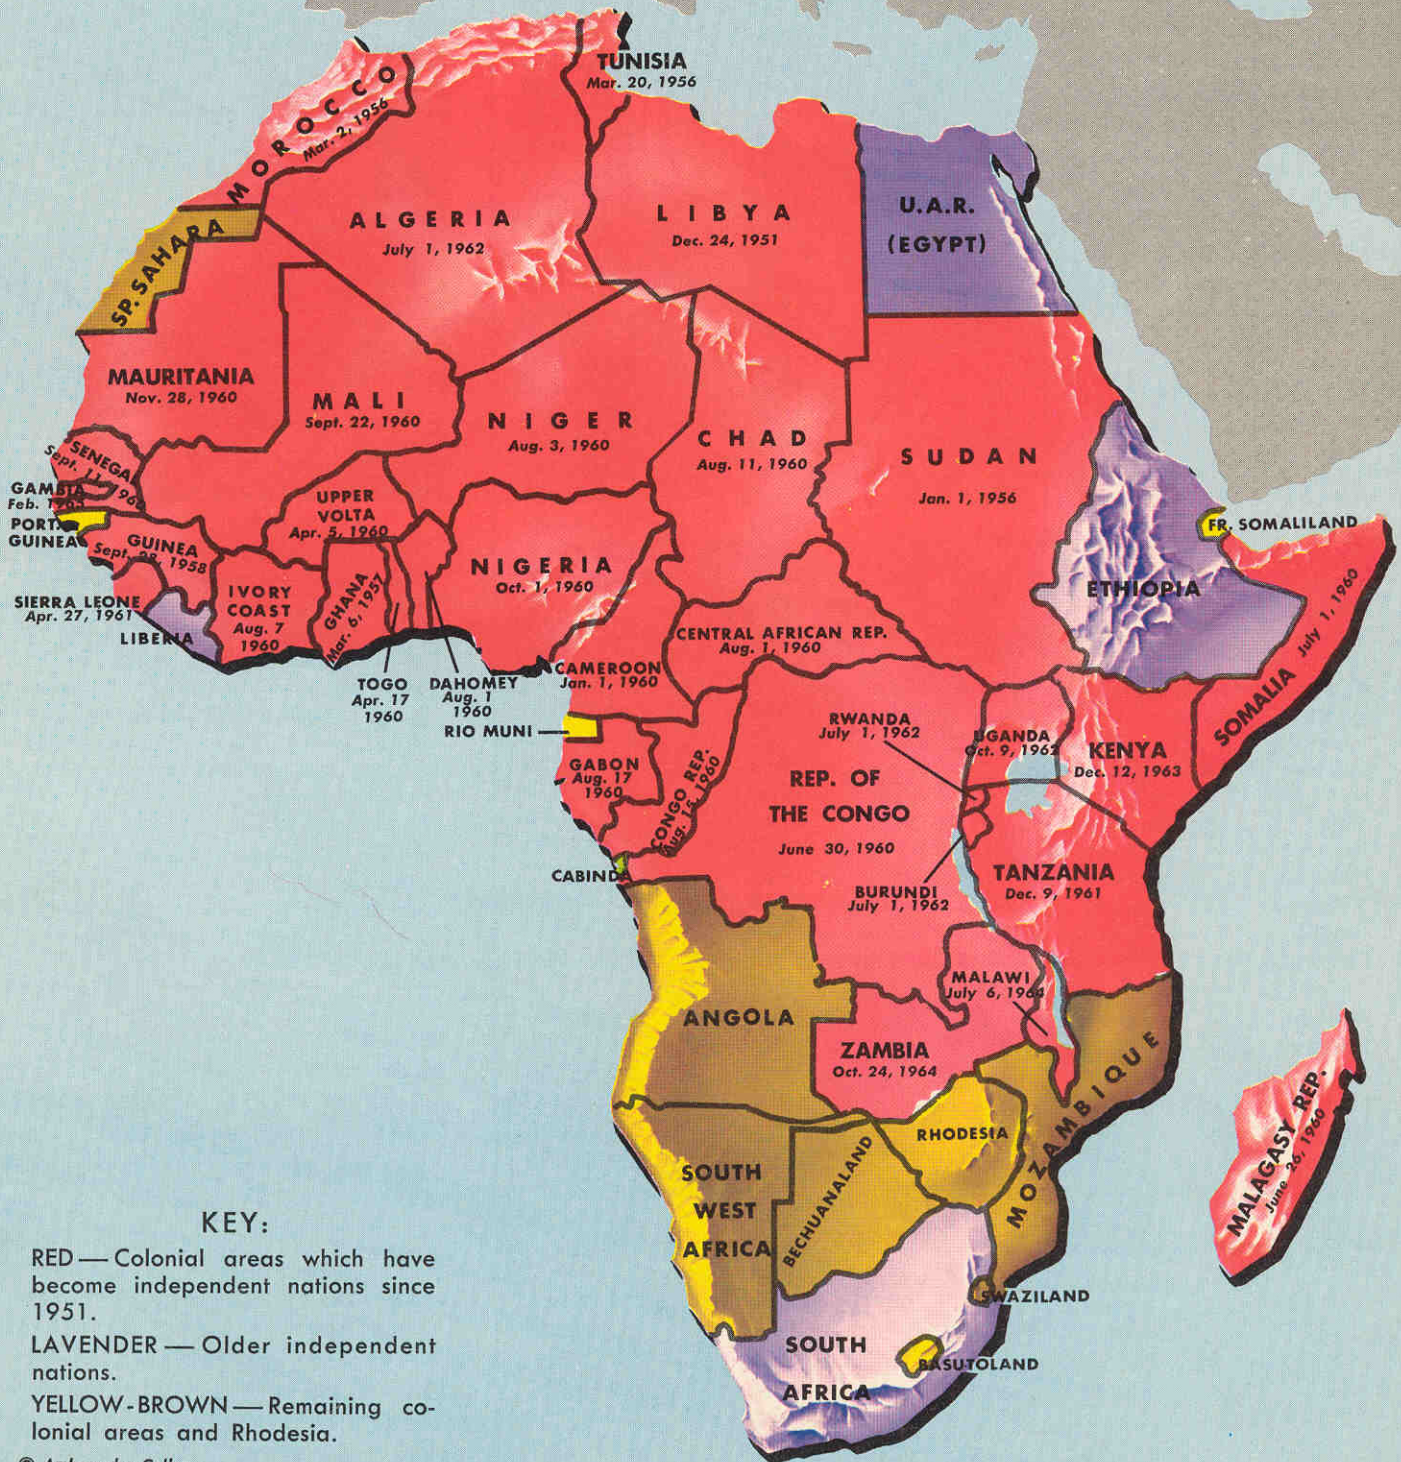 TUNISIA
Mar. 20, 1956
MOROCCO
Mar. 2, 1956
ALGERIA
July 1, 1962
LIBYA
Dec. 24, 1951
U.A.R.
(EGYPT)
SP. SAHARA
MAURITANIA
Nov. 28, 1960
MALI
Sept. 22, 1960
NIGER
Aug. 3, 1960
CHAD
Aug. 11, 1960
SUDAN
Jan. 1, 1956
SENEGAL
Sept. 11, 1960
GAMBIA
Feb. 1965
PORT.
GUINEA
GUINEA
Sept. 28, 1958
UPPER
VOLTA
Apr. 5, 1960
NIGERIA
Oct. 1, 1960
FR. SOMALILAND
ETHIOPIA
SIERRA LEONE
Apr. 27, 1961
LIBERIA
IVORY
COAST
Aug. 7
1960
GHANA
Mar. 6, 1957
TOGO
Apr. 17
1960
DAHOMEY
Aug. 1
1960
CAMEROON
Jan. 1, 1960
CENTRAL AFRICAN REP.
Aug. 1, 1960
SOMALIA
July 1, 1960
RIO MUNI
GABON
Aug. 17
1960
CONGO REP.
Aug. 15, 1960
RWANDA
July 1, 1962
UGANDA
Oct. 9, 1962
KENYA
Dec. 12, 1963
REP. OF
THE CONGO
June 30, 1960
CABINDA
BURUNDI
July 1, 1962
TANZANIA
Dec. 9, 1961
ANGOLA
MALAWI
July 6, 1964
ZAMBIA
Oct. 24, 1964
MOZAMBIQUE
MALAGASY REP.
June 26, 1960
RHODESIA
SOUTH
WEST
AFRICA
BECHUANALAND
SWAZILAND
SOUTH
AFRICA
BASUTOLAND
KEY:
RED — Colonial areas which have
become independent nations since
1951.
LAVENDER — Older independent
nations.
YELLOW-BROWN — Remaining co-
lonial areas and Rhodesia.